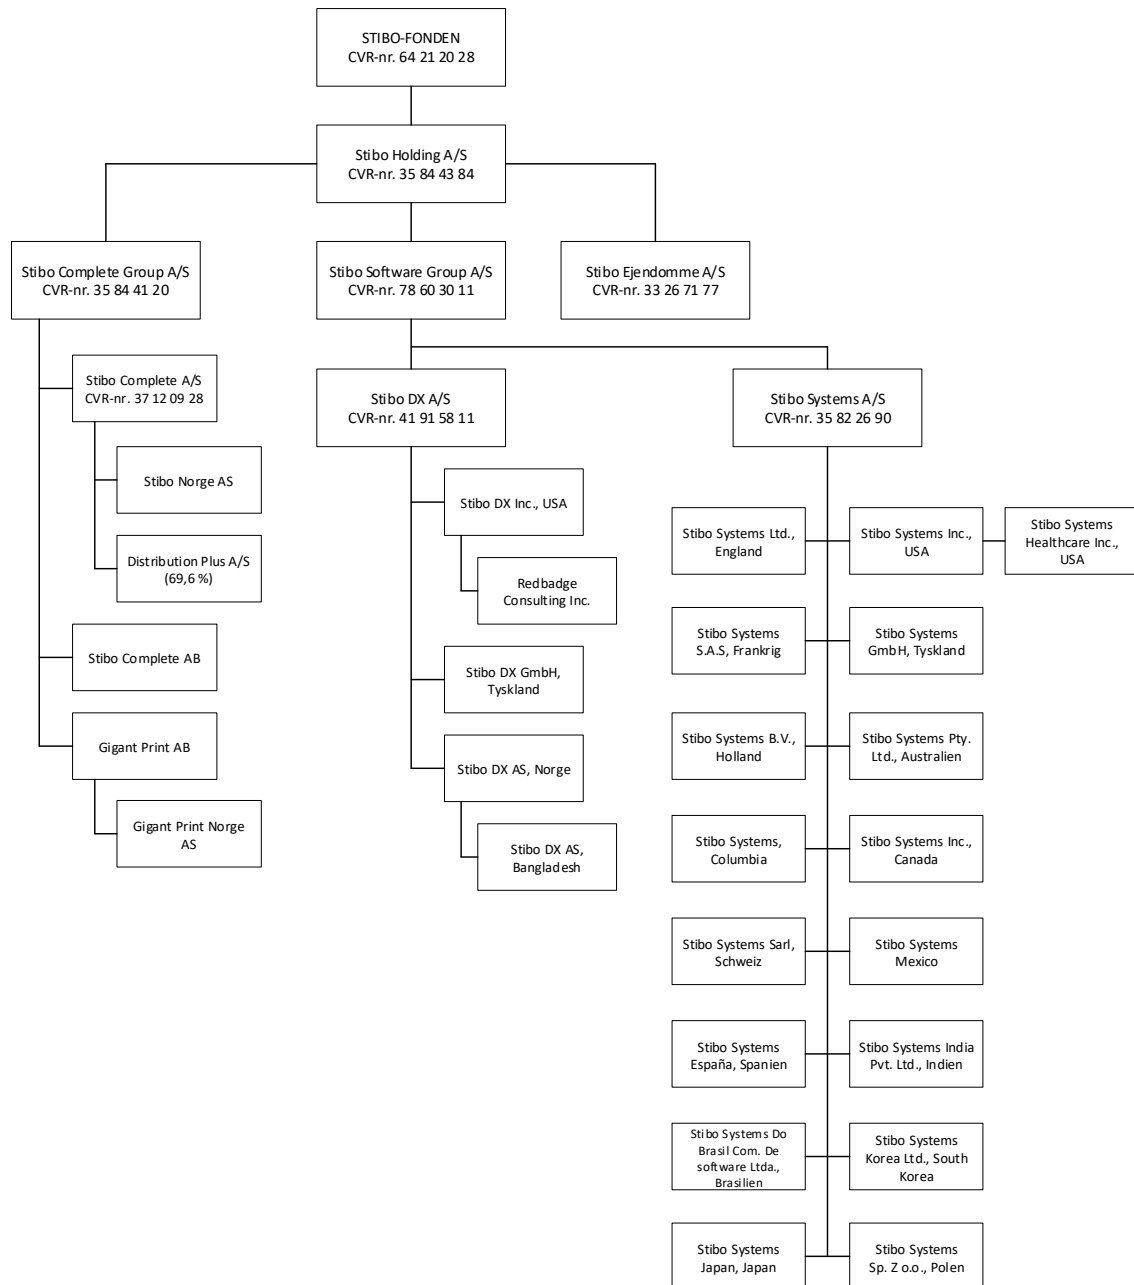 STIBO-FONDEN
CVR-nr. 64 21 20 28
Stibo Holding A/S
CVR-nr. 35 84 43 84
Stibo Complete Group A/S
CVR-nr. 35 84 41 20
Stibo Software Group A/S
CVR-nr. 78 60 30 11
Stibo Ejendomme A/S
CVR-nr. 33 26 71 77
Stibo Complete A/S
CVR-nr. 37 12 09 28
Stibo Norge AS
Distribution Plus A/S
(69,6 %)
Stibo Complete AB
Gigant Print AB
Gigant Print Norge
AS
Stibo DX A/S
CVR-nr. 41 91 58 11
Stibo DX Inc., USA
Redbadge
Consulting Inc.
Stibo DX GmbH,
Tyskland
Stibo DX AS, Norge
Stibo DX AS,
Bangladesh
Stibo Systems A/S
CVR-nr. 35 82 26 90
Stibo Systems Ltd.,
England
Stibo Systems Inc.,
USA
Stibo Systems
Healthcare Inc.,
USA
Stibo Systems
S.A.S, Frankrig
Stibo Systems
GmbH, Tyskland
Stibo Systems B.V.,
Holland
Stibo Systems Pty.
Ltd., Australien
Stibo Systems,
Columbia
Stibo Systems Inc.,
Canada
Stibo Systems Sarl,
Schweiz
Stibo Systems
Mexico
Stibo Systems
España, Spanien
Stibo Systems India
Pvt. Ltd., Indien
Stibo Systems Do
Brasil Com. De
software Ltda.,
Brasilien
Stibo Systems
Korea Ltd., South
Korea
Stibo Systems
Japan, Japan
Stibo Systems
Sp. Z o.o., Polen